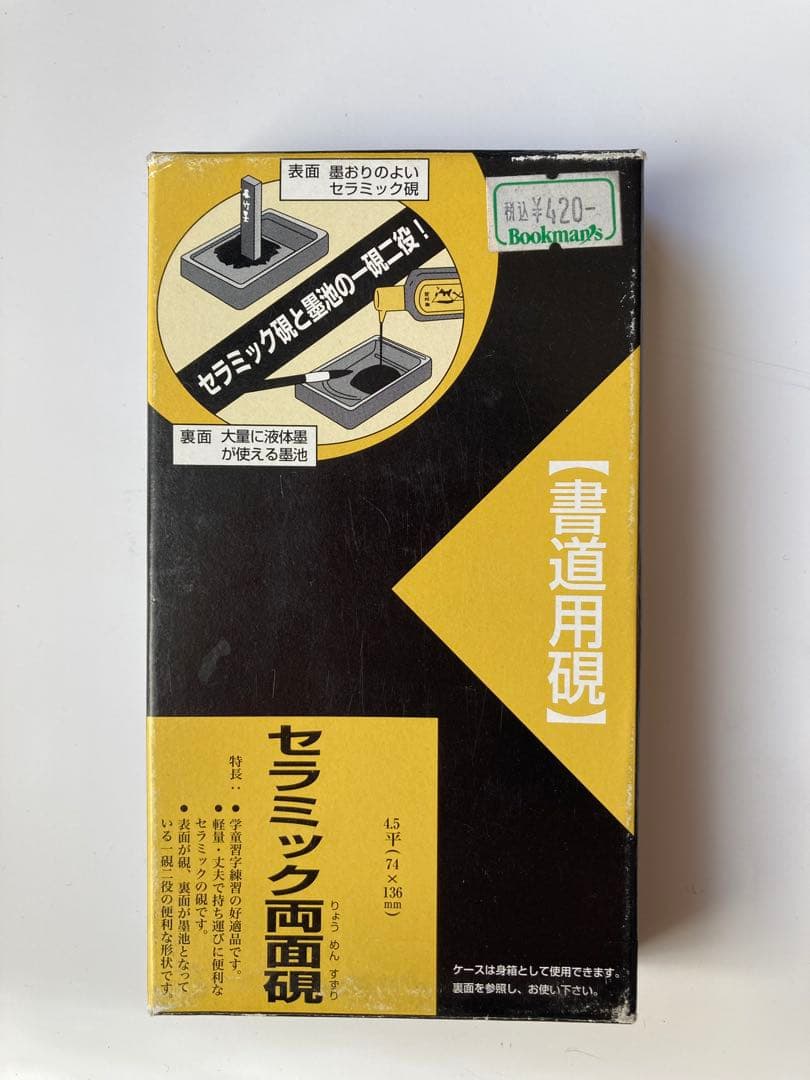 表面 墨おりのよい
セラミック硯
セラミック硯と墨池の一硯二役!
裏面 大量に液体墨
が使える墨池
税込¥420-
Bookman's
【書道用硯】
4.5平(74×136mm)
セラミック両面硯
りょうめんすずり
特長:●学童習字練習の好適品です。
●軽量・丈夫で持ち運びに便利な
セラミックの硯です。
●表面が硯、裏面が墨池となって
いる一硯二役の便利な形状です。
ケースは身箱として使用できます。
裏面を参照し、お使い下さい。